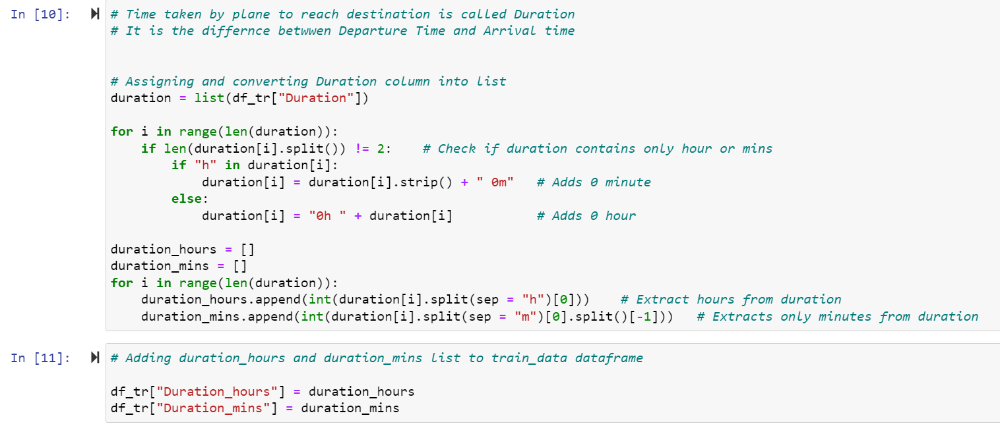 In [10]:
# Time taken by plane to reach destination is called Duration
# It is the differnce betwwen Departure Time and Arrival time
# Assigning and converting Duration column into list
duration = list(df_tr["Duration"])
for i in range(len(duration)):
    if len(duration[i].split()) != 2:    # Check if duration contains only hour or mins
        if "h" in duration[i]:
            duration[i] = duration[i].strip() + " 0m"   # Adds 0 minute
        else:
            duration[i] = "0h " + duration[i]           # Adds 0 hour
duration_hours = []
duration_mins = []
for i in range(len(duration)):
    duration_hours.append(int(duration[i].split(sep = "h")[0]))    # Extract hours from duration
    duration_mins.append(int(duration[i].split(sep = "m")[0].split()[-1]))   # Extracts only minutes from duration
In [11]:
# Adding duration_hours and duration_mins list to train_data dataframe
df_tr["Duration_hours"] = duration_hours
df_tr["Duration_mins"] = duration_mins